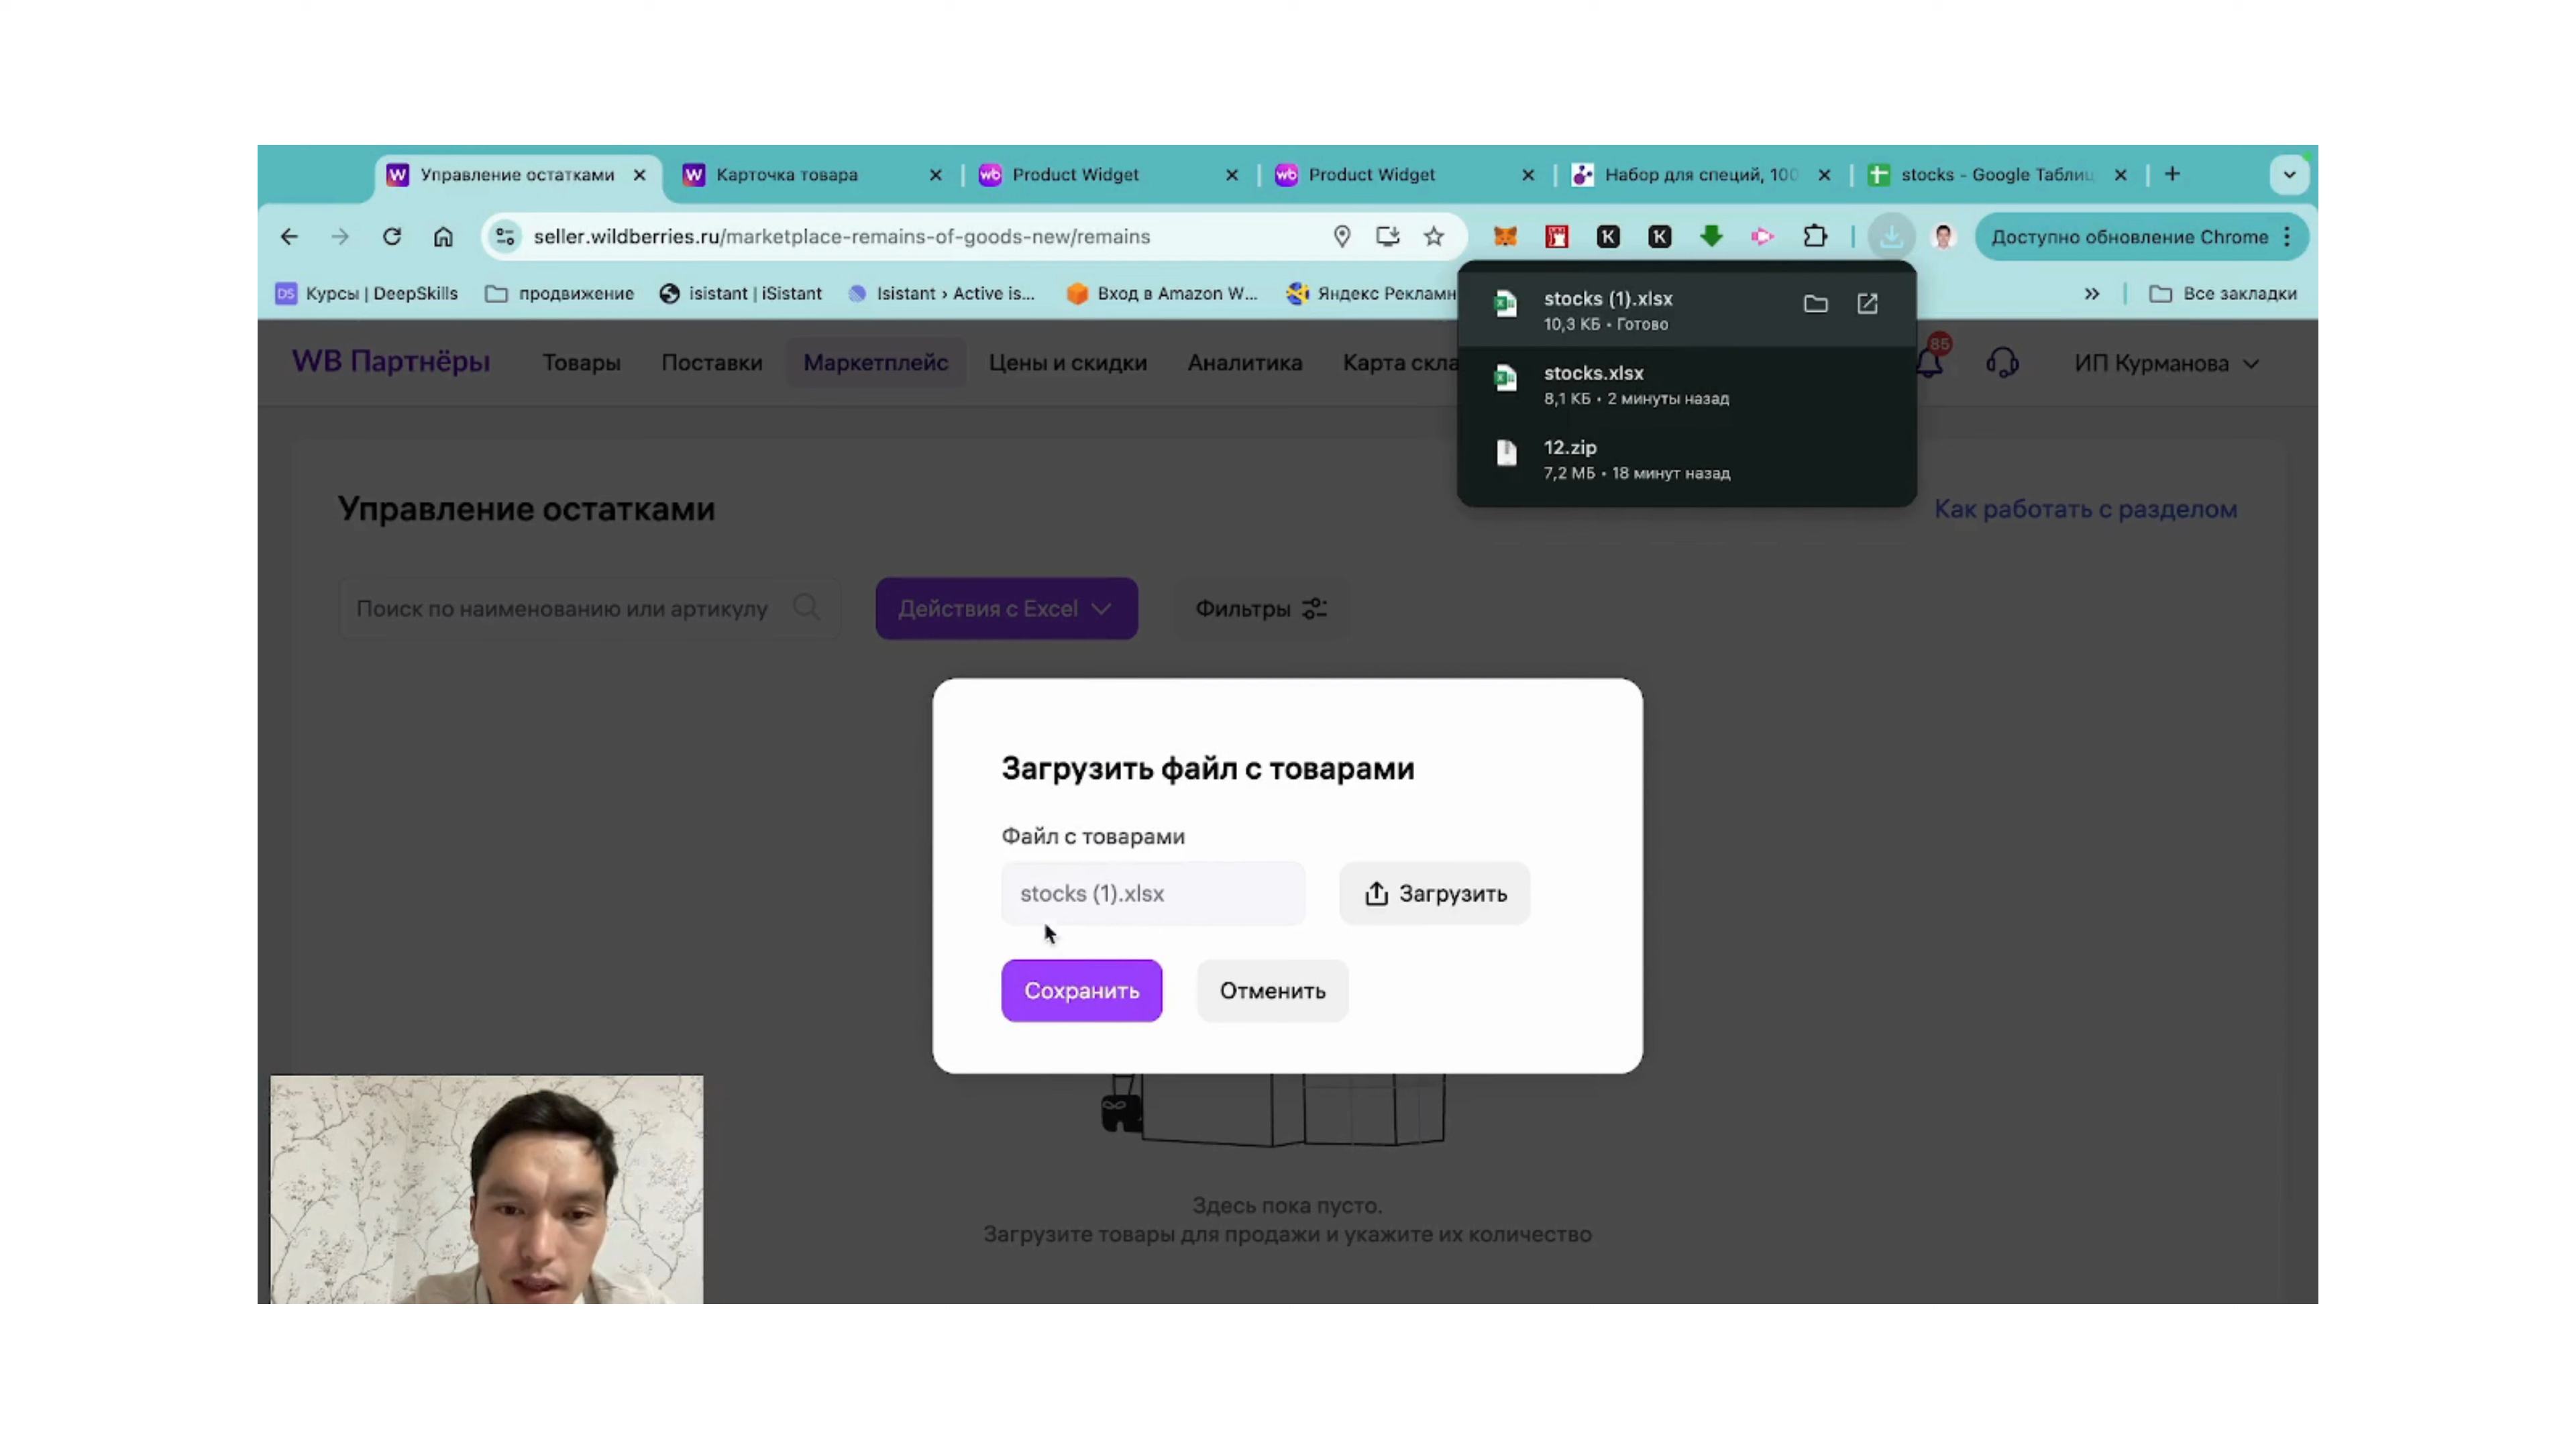 Управление остатками
Карточка товара
Product Widget
Product Widget
Набор для специй, 100
stocks - Google Таблиц
seller.wildberries.ru/marketplace-remains-of-goods-new/remains
Доступно обновление Chrome
DS Курсы | DeepSkills
продвижение
isistant | iSistant
Isistant › Active is...
Вход в Amazon W...
Яндекс Рекламн
Все закладки
stocks (1).xlsx
10,3 КБ • Готово
stocks.xlsx
8,1 КБ • 2 минуты назад
12.zip
7,2 МБ • 18 минут назад
WB Партнёры
Товары
Поставки
Маркетплейс
Цены и скидки
Аналитика
Карта скла
85
ИП Курманова
Управление остатками
Как работать с разделом
Поиск по наименованию или артикулу
Действия с Excel
Фильтры
Загрузить файл с товарами
Файл с товарами
stocks (1).xlsx
Загрузить
Сохранить
Отменить
Здесь пока пусто.
Загрузите товары для продажи и укажите их количество